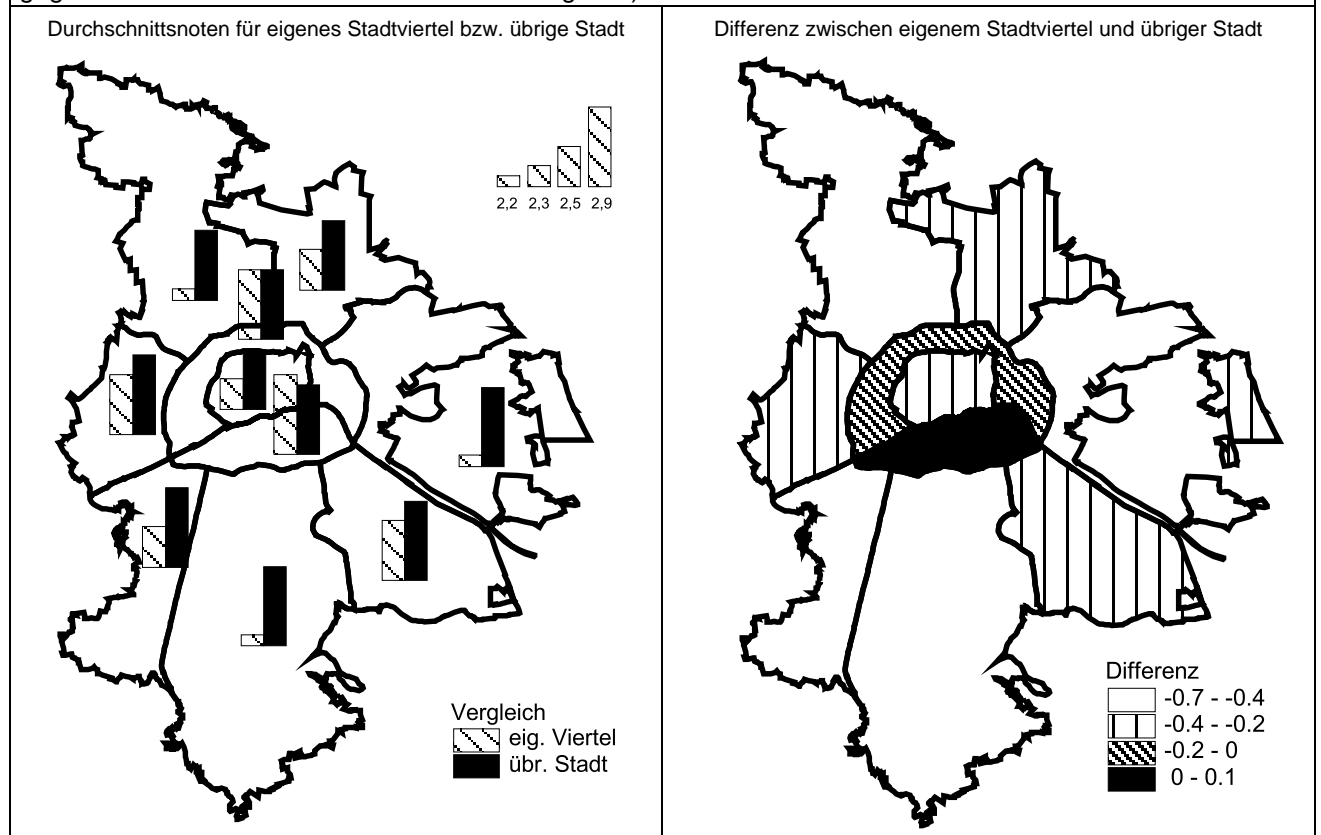 Durchschnittsnoten für eigenes Stadtviertel bzw. übrige Stadt
2,2 2,3 2,5 2,9
Vergleich
eig. Viertel
übr. Stadt
Differenz zwischen eigenem Stadtviertel und übriger Stadt
Differenz
-0.7 - -0.4
-0.4 - -0.2
-0.2 - 0
0 - 0.1